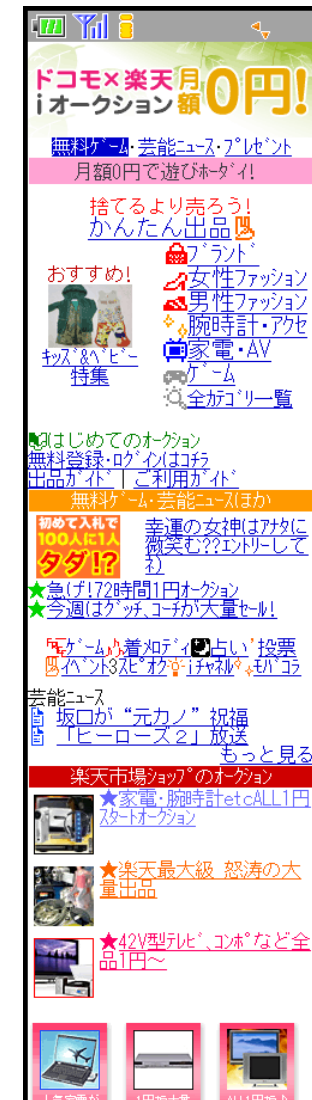 ドコモ×楽天
iオークション
月額0円!
無料ゲーム・芸能ニュース・プレゼント
月額0円で遊びホーダイ!
捨てるより売ろう!
かんたん出品
おすすめ!
キッズ&ベビー
特集
ブランド
女性ファッション
男性ファッション
腕時計・アクセ
家電・AV
ゲーム
全カテゴリ一覧
はじめてのオークション
無料登録・ログインはコチラ
出品ガイド | ご利用ガイド
無料ゲーム・芸能ニュースほか
初めて入札で
100人に1人
タダ!?
幸運の女神はアナタに
微笑む??エントリーして
ネ♪
★急げ!72時間1円オークション
★今週はグッチ、コーチが大量セール!
ゲーム 着メロ デイ 占い 投票
イベント スピオク iチャネル モバコラ
芸能ニュース
坂口が“元カノ”祝福
「ヒーローズ2」放送
もっと見る
楽天市場ショップのオークション
★家電・腕時計etcALL1円
スタートオークション
★楽天最大級 怒涛の大
量出品
★42V型テレビ、コンポなど全
品1円~